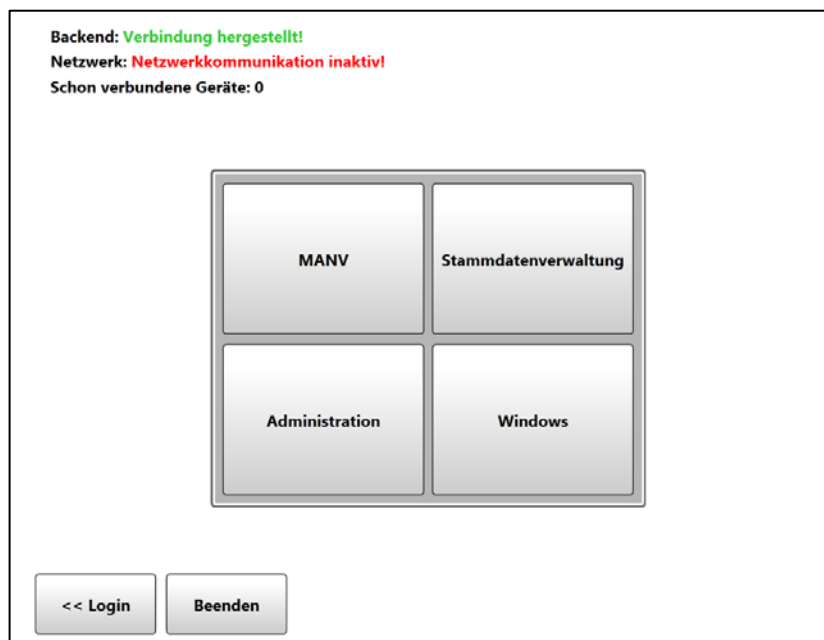 Backend: Verbindung hergestellt!
Netzwerk: Netzwerkkommunikation inaktiv!
Schon verbundene Geräte: 0
MANV
Stammdatenverwaltung
Administration
Windows
<< Login
Beenden